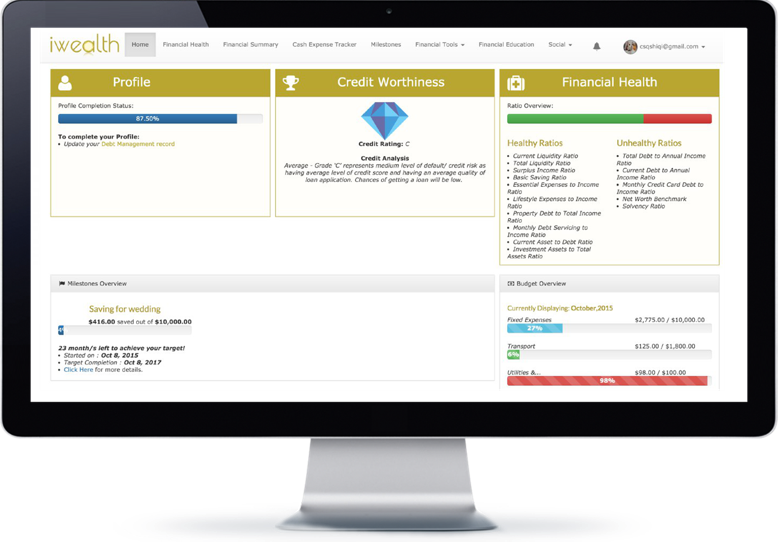 iwealth
Home Financial Health Financial Summary Cash Expense Tracker Milestones Financial Tools Financial Education Social csqshiqi@gmail.com
Profile
Profile Completion Status:
87.50%
To complete your Profile:
• Update your Debt Management record
Credit Worthiness
Credit Rating: C
Credit Analysis
Average - Grade 'C' represents medium level of default/ credit risk as
having average level of credit score and having an average quality of
loan application. Chances of getting a loan will be low.
Financial Health
Ratio Overview:
Healthy Ratios
• Current Liquidity Ratio
• Total Liquidity Ratio
• Surplus Income Ratio
• Basic Saving Ratio
• Essential Expenses to Income
Ratio
• Lifestyle Expenses to Income
Ratio
• Property Debt to Total Income
Ratio
• Monthly Debt Servicing to
Income Ratio
• Current Asset to Debt Ratio
• Investment Assets to Total
Assets Ratio
Unhealthy Ratios
• Total Debt to Annual Income
Ratio
• Current Debt to Annual
Income Ratio
• Monthly Credit Card Debt to
Income Ratio
• Net Worth Benchmark
• Solvency Ratio
Milestones Overview
Saving for wedding
$416.00 saved out of $10,000.00
23 month/s left to achieve your target!
• Started on : Oct 8, 2015
• Target Completion : Oct 8, 2017
• Click Here for more details.
Budget Overview
Currently Displaying: October,2015
Fixed Expenses $2,775.00 / $10,000.00
27%
Transport $125.00 / $1,800.00
6%
Utilities &... $98.00 / $100.00
98%